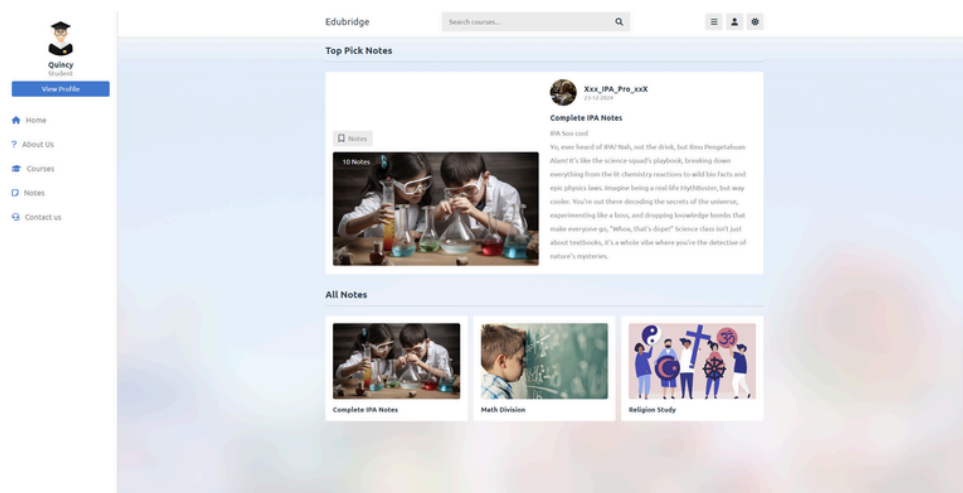 Quincy
Student
View Profile
Home
? About Us
Courses
Notes
Contact us
Edubridge
Search courses...
Top Pick Notes
Notes
10 Notes
Xxx_IPA_Pro_xxX
23-12-2024
Complete IPA Notes
IPA Soo cool
Yo, ever heard of IPA? Nah, not the drink, but Ilmu Pengetahuan
Alam! It's like the science squad's playbook, breaking down
everything from the lit chemistry reactions to wild bio facts and
epic physics laws. Imagine being a real life MythBuster, but way
cooler. You're out there decoding the secrets of the universe,
experimenting like a boss, and dropping knowledge bombs that
make everyone go, "Whoa, that's dope!" Science class isn't just
about textbooks, it's a whole vibe where you're the detective of
nature's mysteries.
All Notes
Complete IPA Notes
Math Division
Religion Study